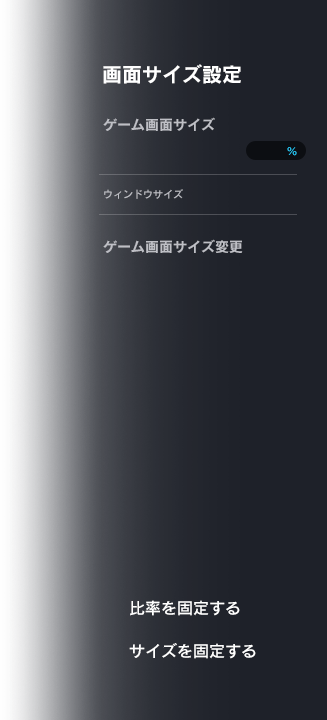 画面サイズ設定
ゲーム画面サイズ
%
ウィンドウサイズ
ゲーム画面サイズ変更
比率を固定する
サイズを固定する